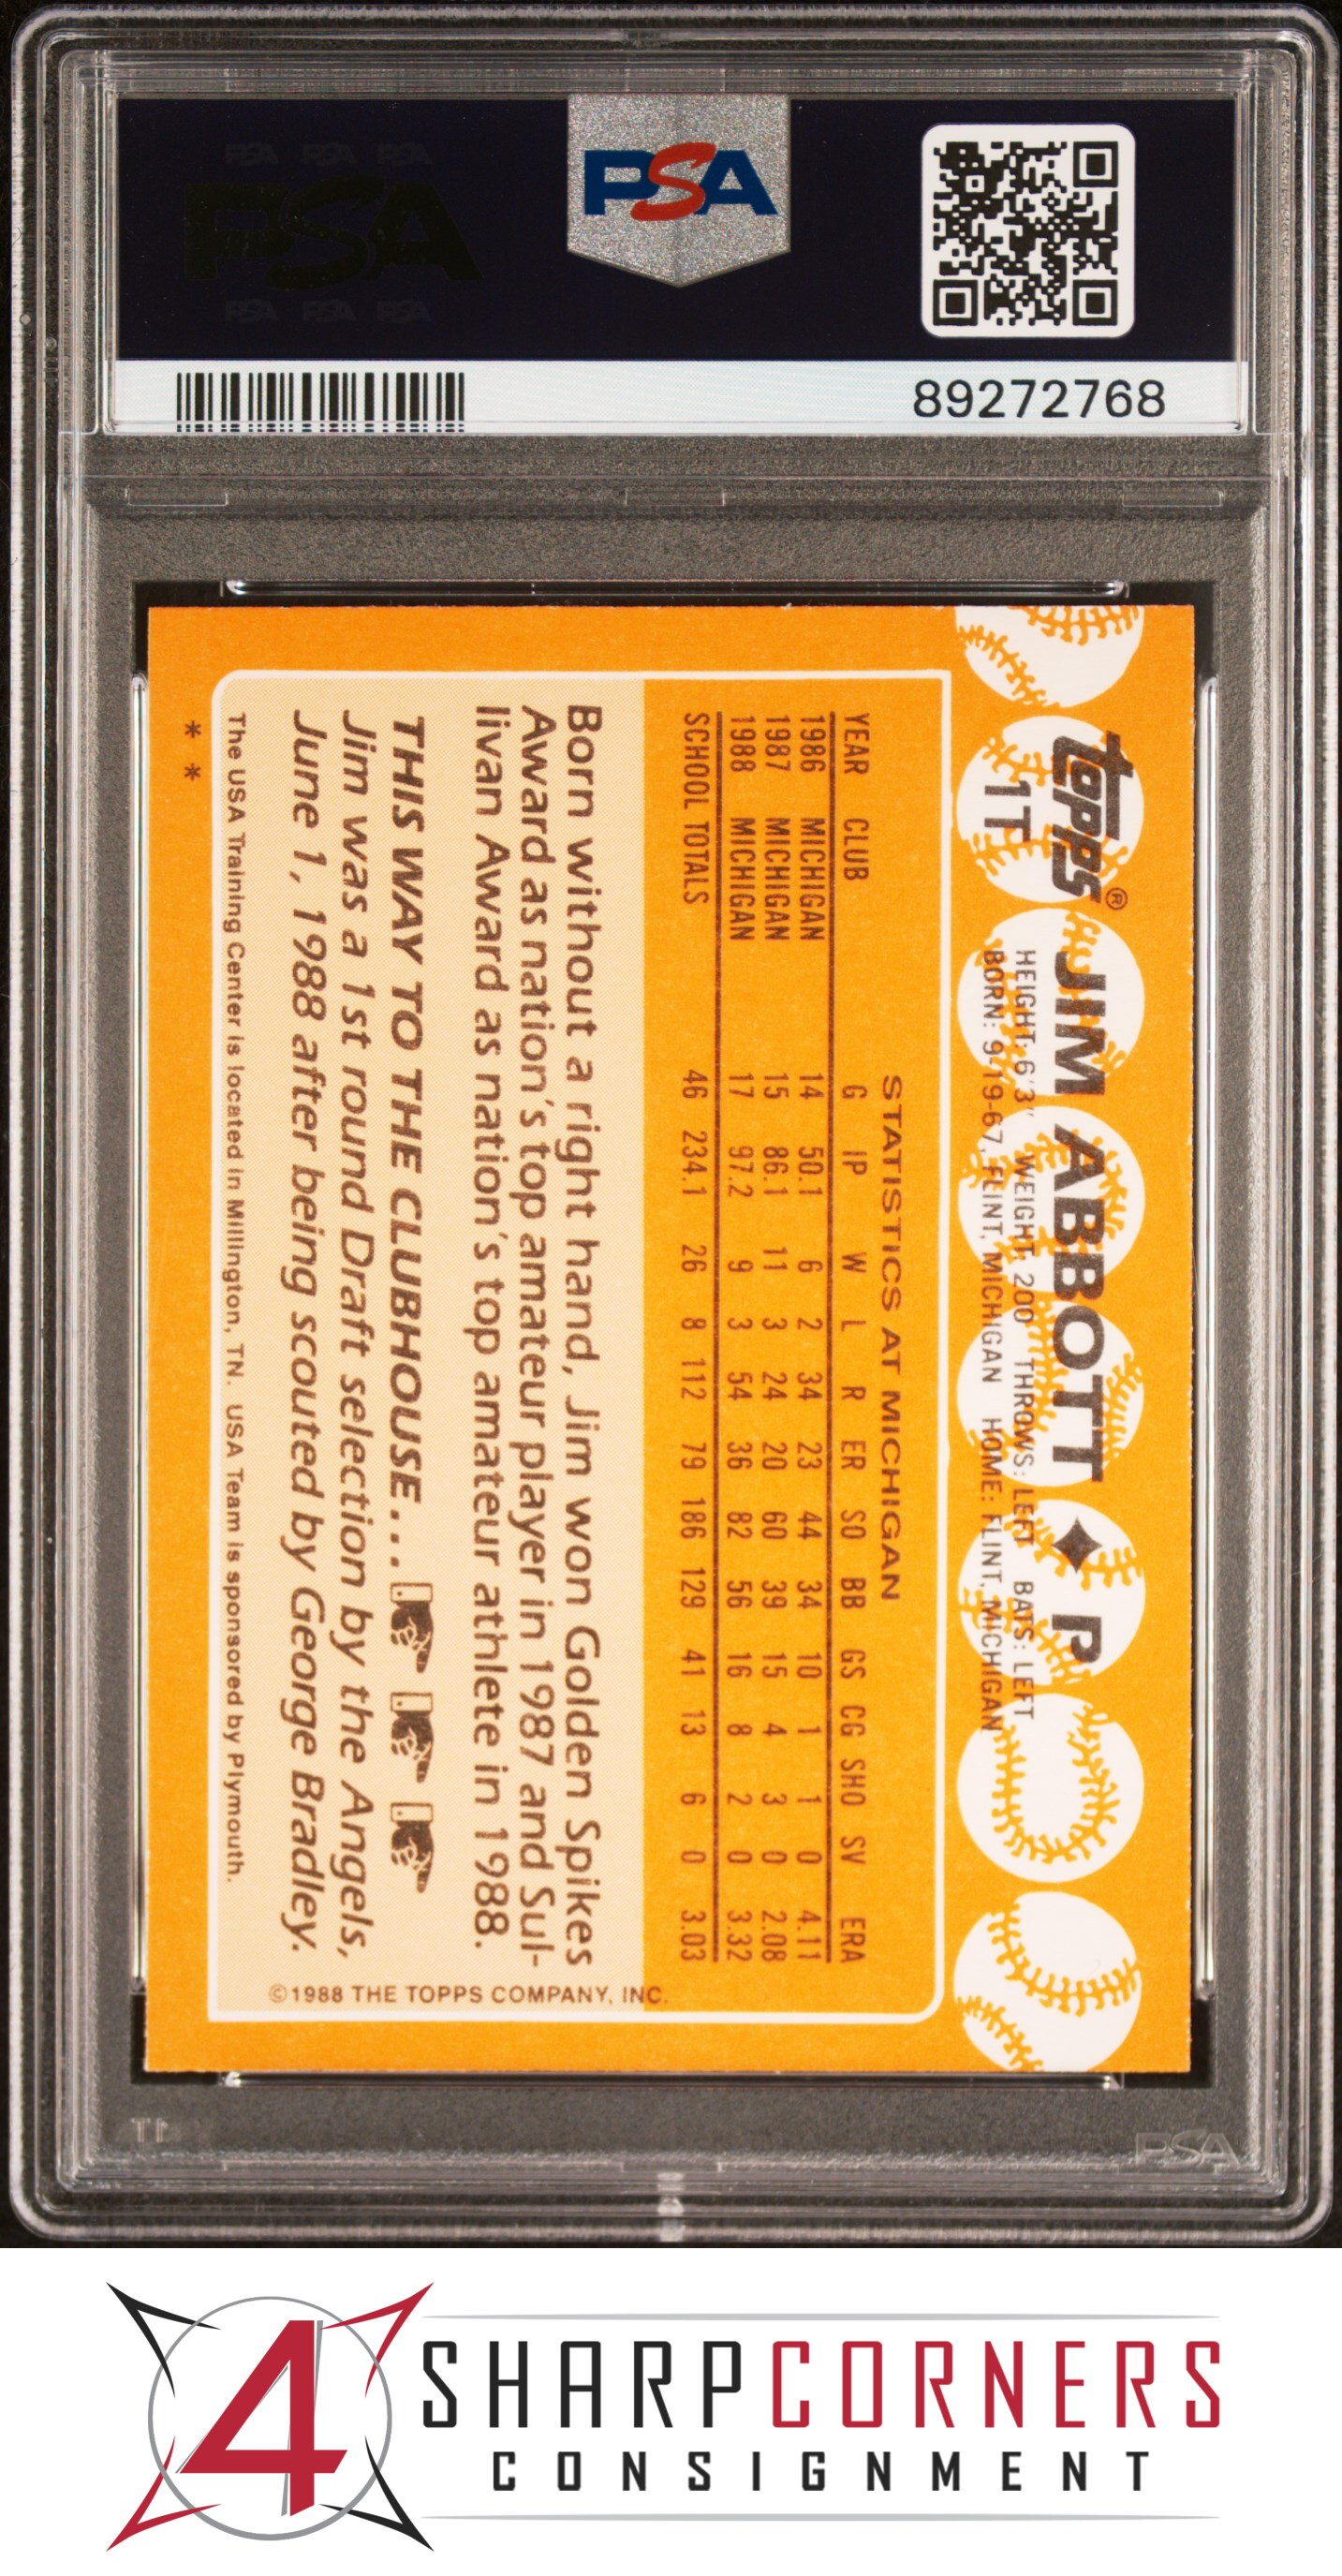 PSA PSA PSA
PSA
PSA PSA PSA
PSA
89272768
topps®
1T
JIM ABBOTT ✦ P
HEIGHT: 6'3" WEIGHT: 200 THROWS: LEFT BATS: LEFT
BORN: 9-19-67, FLINT, MICHIGAN HOME: FLINT, MICHIGAN
STATISTICS AT MICHIGAN
YEAR CLUB G IP W L R ER SO BB GS CG SHO SV ERA
1986 MICHIGAN 14 50.1 6 2 34 23 44 34 10 1 1 0 4.11
1987 MICHIGAN 15 86.1 11 3 24 20 60 39 15 4 3 0 2.08
1988 MICHIGAN 17 97.2 9 3 54 36 82 56 16 8 2 0 3.32
SCHOOL TOTALS 46 234.1 26 8 112 79 186 129 41 13 6 0 3.03
Born without a right hand, Jim won Golden Spikes
Award as nation's top amateur player in 1987 and Sul-
livan Award as nation's top amateur athlete in 1988.
THIS WAY TO THE CLUBHOUSE...
Jim was a 1st round Draft selection by the Angels,
June 1, 1988 after being scouted by George Bradley.
©1988 THE TOPPS COMPANY, INC.
The USA Training Center is located in Millington, TN. USA Team is sponsored by Plymouth.
* *
PSA
4 SHARPCORNERS
CONSIGNMENT